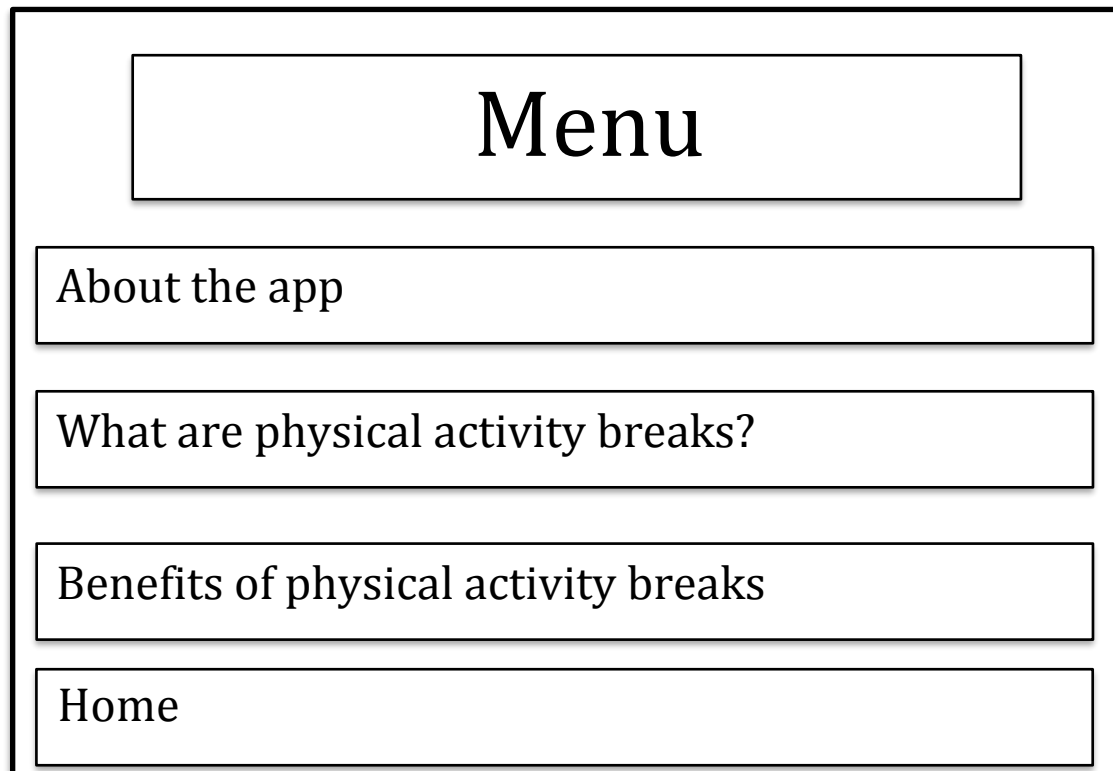 Menu
About the app
What are physical activity breaks?
Benefits of physical activity breaks
Home